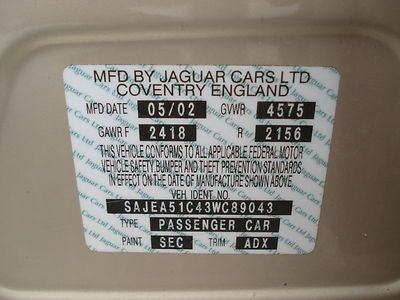 MFD BY JAGUAR CARS LTD
COVENTRY ENGLAND
MFD DATE 05/02 GVWR 4575
GAWR F 2418 R 2156
THIS VEHICLE CONFORMS TO ALL APPLICABLE FEDERAL MOTOR
VEHICLE SAFETY BUMPER AND THEFT PREVENTION STANDARDS
IN EFFECT ON THE DATE OF MANUFACTURE SHOWN ABOVE.
VEH IDENT NO.
SAJEA51C43WC89043
TYPE PASSENGER CAR
PAINT SEC TRIM ADX